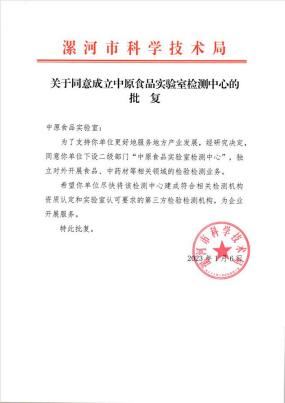 漯河市科学技术局
关于同意成立中原食品实验室检测中心的
批 复
中原食品实验室：
为了支持你单位更好地服务地方产业发展，经研究决定，
同意你单位下设二级部门“中原食品实验室检测中心”，独
立对外开展食品、中药材等相关领域的检验检测业务。
希望你单位尽快将该检测中心建成符合相关检测机构
资质认定和实验室认可要求的第三方检验检测机构，为企业
开展服务。
特此批复。
漯河市科学技术局
2023年1月6日